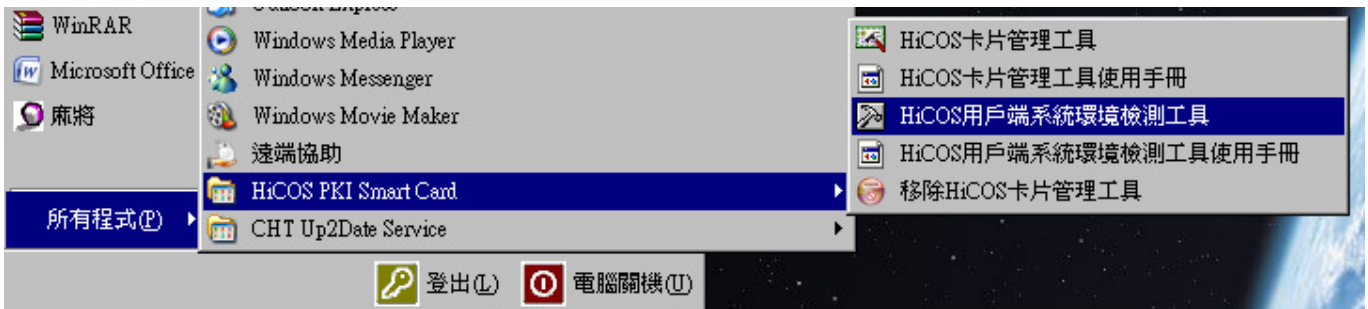 WinRAR
Microsoft Office
麻將
所有程式(P)
Windows Media Player
Windows Messenger
Windows Movie Maker
遠端協助
HiCOS PKI Smart Card
CHT Up2Date Service
HiCOS卡片管理工具
HiCOS卡片管理工具使用手冊
HiCOS用戶端系統環境檢測工具
HiCOS用戶端系統環境檢測工具使用手冊
移除HiCOS卡片管理工具
登出(L)
電腦關機(U)